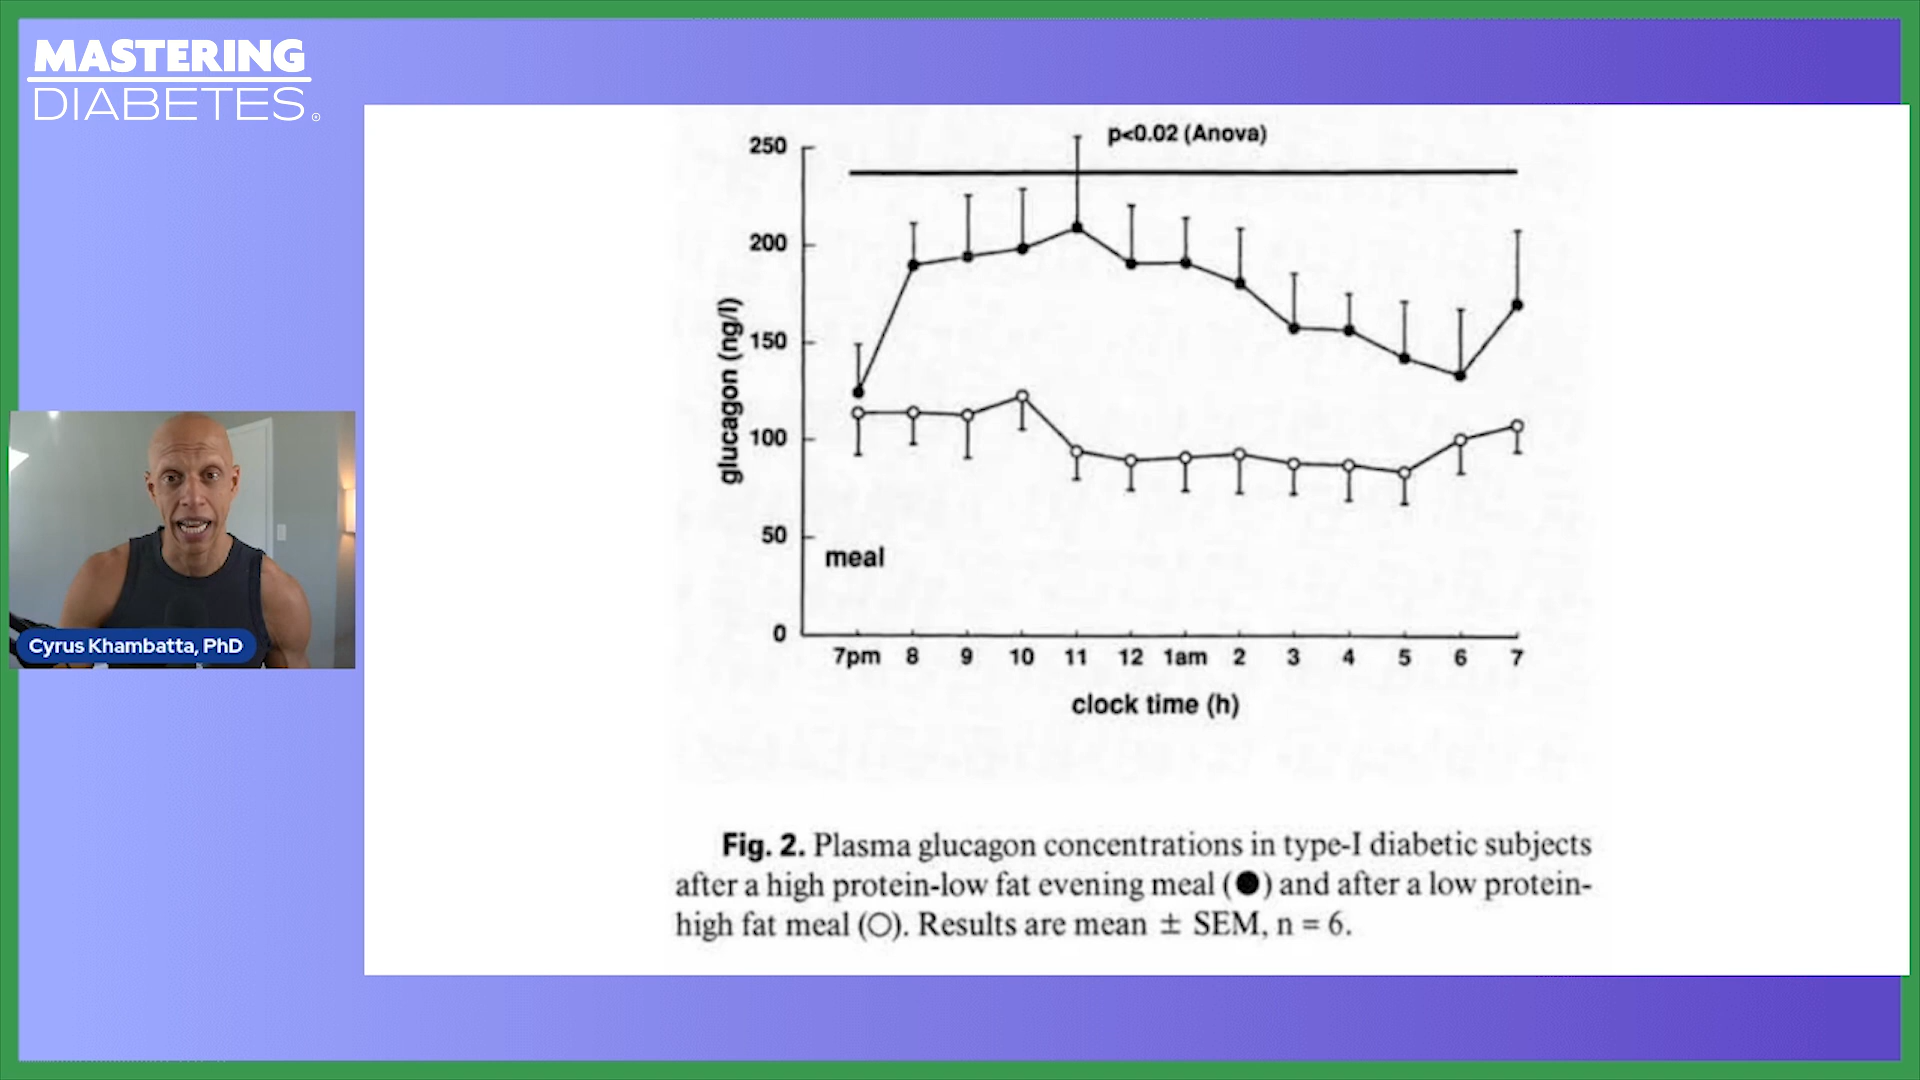 MASTERING
DIABETES®
p<0.02 (Anova)
250
200
150
100
50
0
glucagon (ng/l)
meal
7pm 8 9 10 11 12 1am 2 3 4 5 6 7
clock time (h)
Cyrus Khambatta, PhD
Fig. 2. Plasma glucagon concentrations in type-I diabetic subjects
after a high protein-low fat evening meal (●) and after a low protein-
high fat meal (○). Results are mean ± SEM, n = 6.